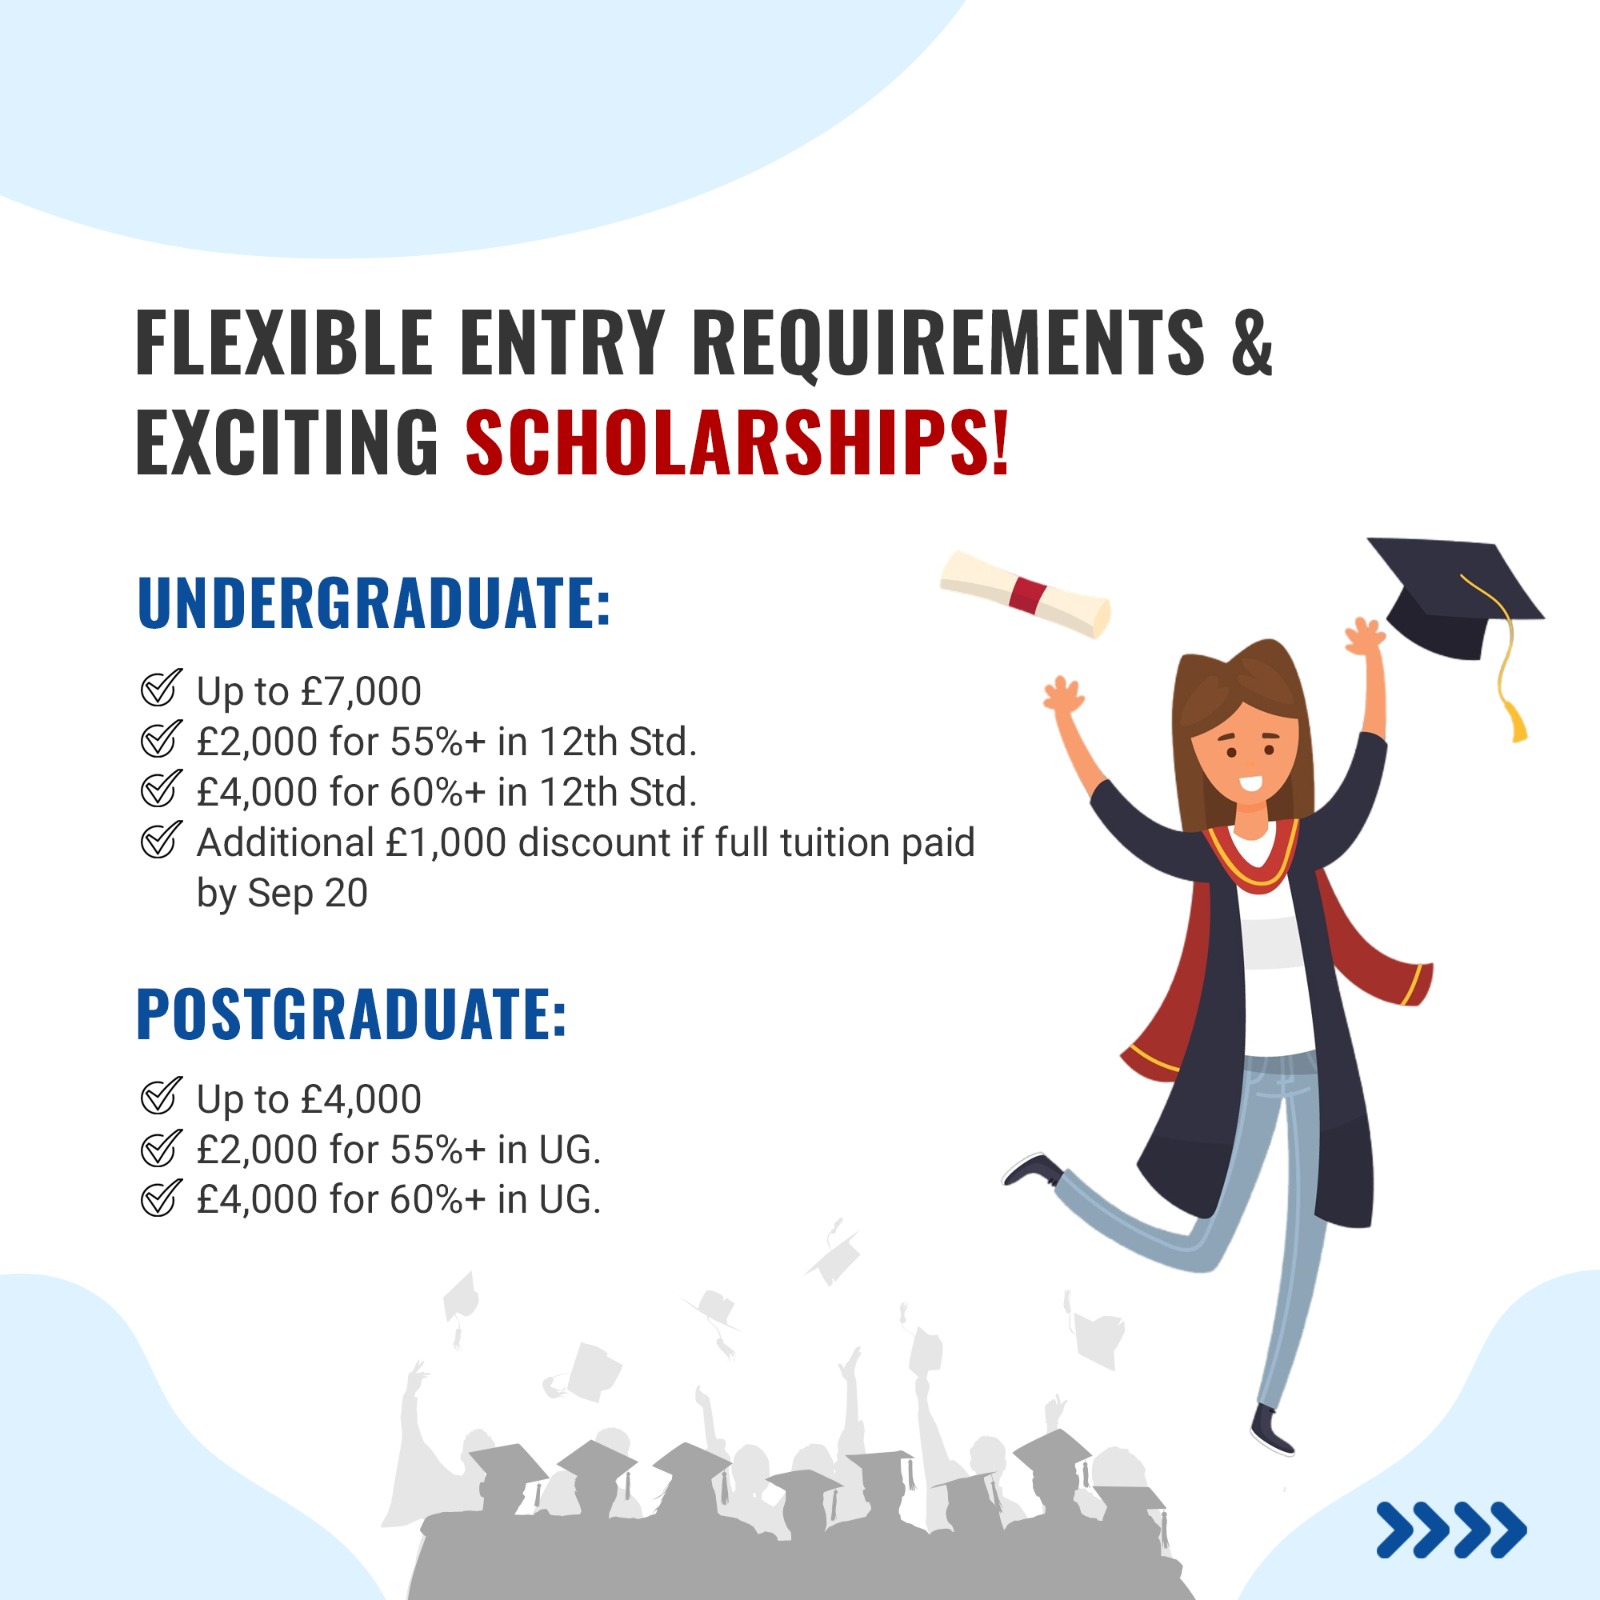 FLEXIBLE ENTRY REQUIREMENTS &
EXCITING SCHOLARSHIPS!
UNDERGRADUATE:
Up to £7,000
£2,000 for 55%+ in 12th Std.
£4,000 for 60%+ in 12th Std.
Additional £1,000 discount if full tuition paid
by Sep 20
POSTGRADUATE:
Up to £4,000
£2,000 for 55%+ in UG.
£4,000 for 60%+ in UG.